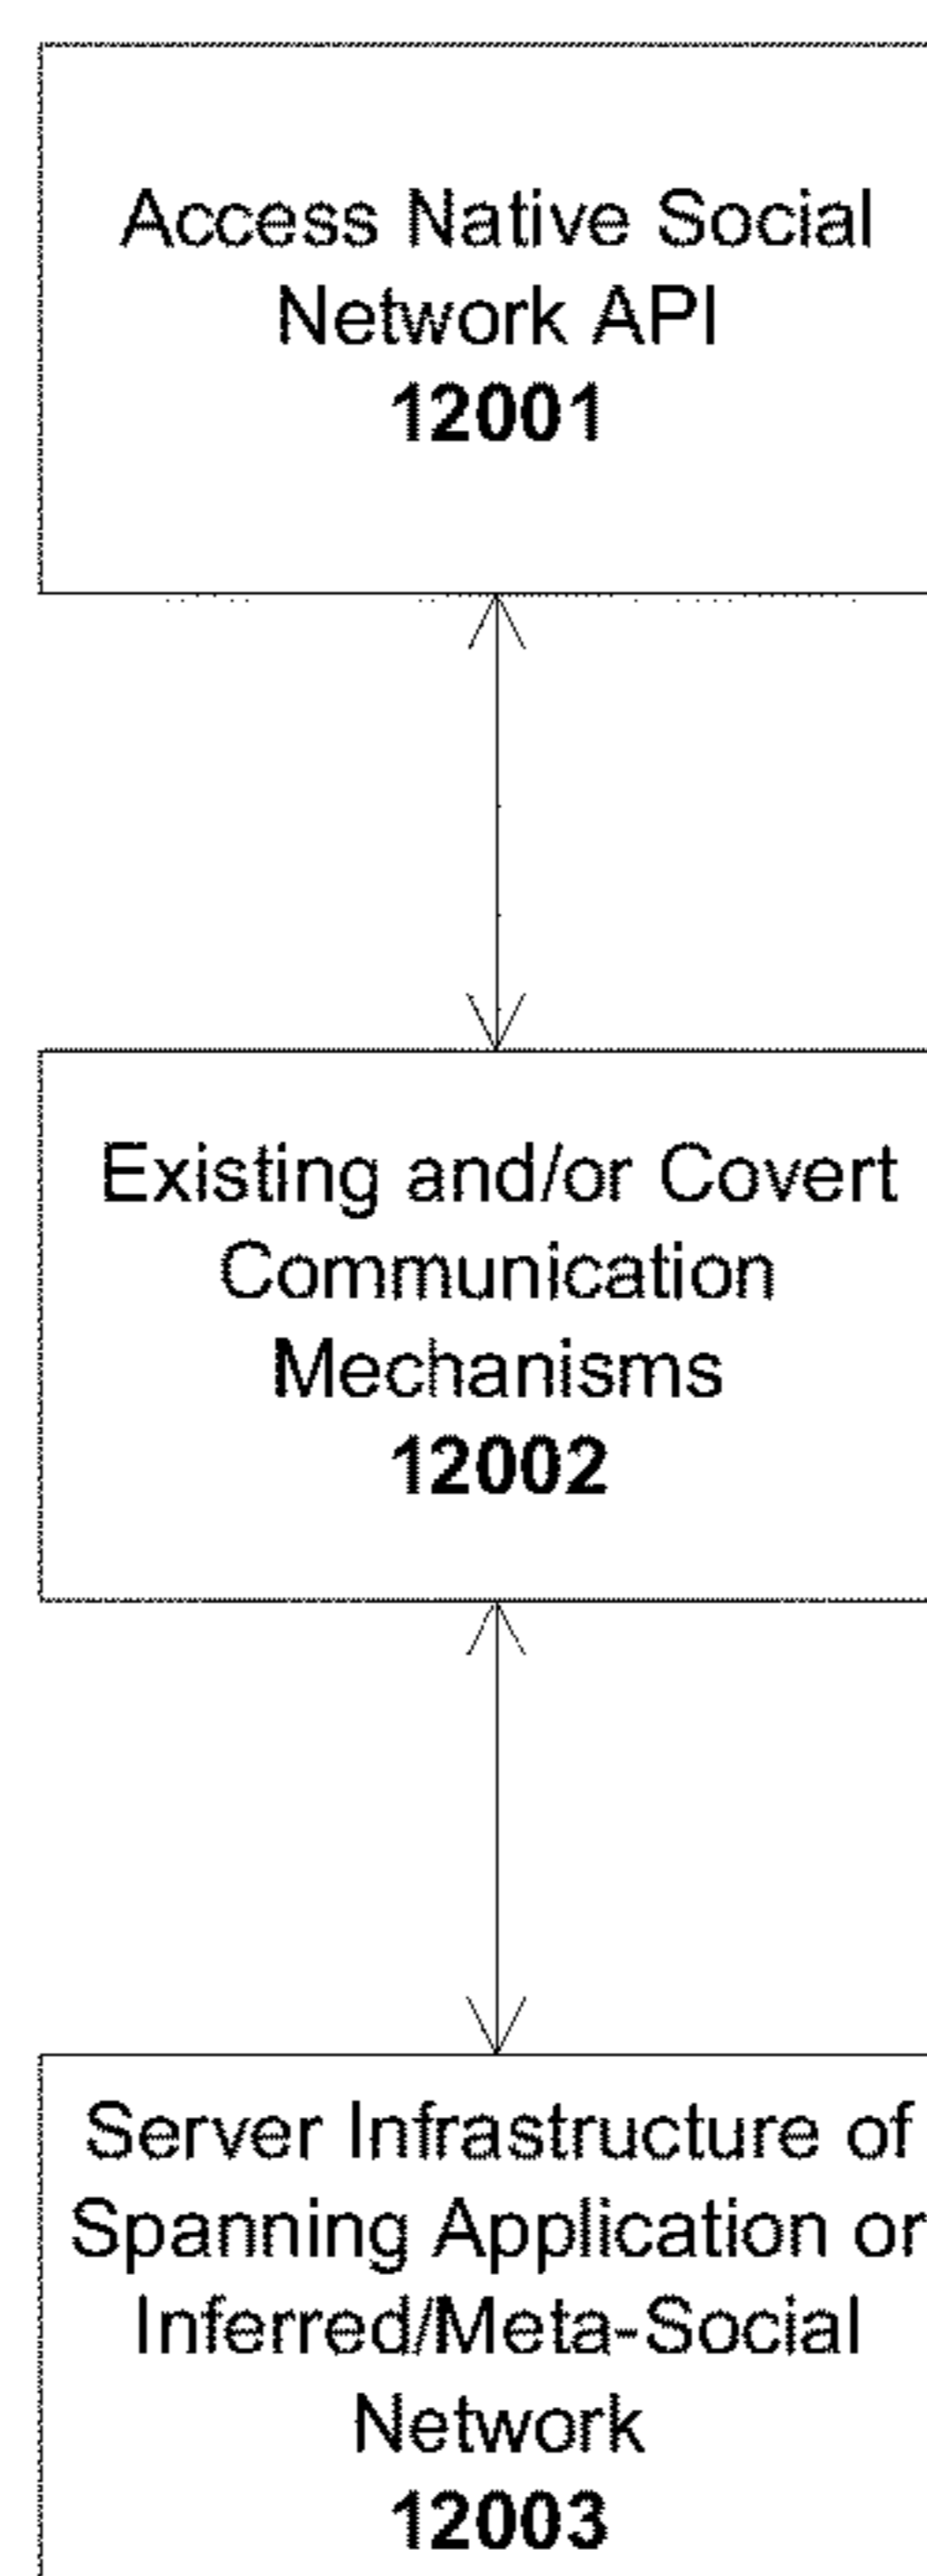 Access Native Social
Network API
12001
Existing and/or Covert
Communication
Mechanisms
12002
Server Infrastructure of
Spanning Application or
Inferred/Meta-Social
Network
12003